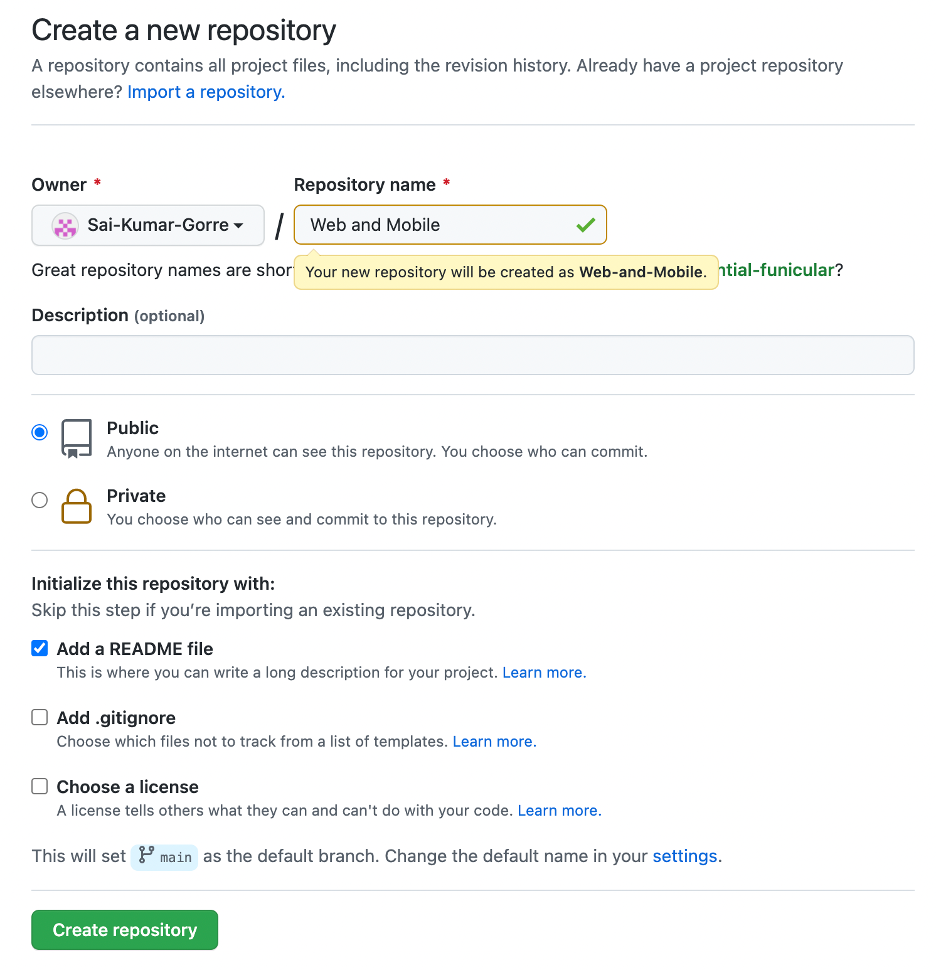 Create a new repository
A repository contains all project files, including the revision history. Already have a project repository
elsewhere? Import a repository.
Owner * Repository name *
Sai-Kumar-Gorre / Web and Mobile
Great repository names are Your new repository will be created as Web-and-Mobile. ?
Description (optional)
Public
Anyone on the internet can see this repository. You choose who can commit.
Private
You choose who can see and commit to this repository.
Initialize this repository with:
Skip this step if you’re importing an existing repository.
Add a README file
This is where you can write a long description for your project. Learn more.
Add .gitignore
Choose which files not to track from a list of templates. Learn more.
Choose a license
A license tells others what they can and can't do with your code. Learn more.
This will set main as the default branch. Change the default name in your settings.
Create repository